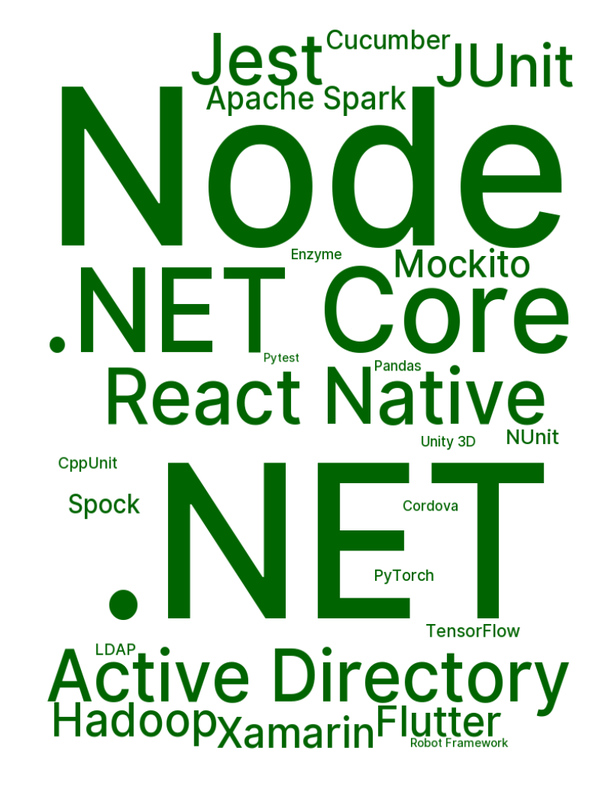 Cucumber
Jest
JUnit
Apache Spark
Node
Enzyme
Mockito
.NET Core
Pytest
Pandas
React Native
Unity 3D
NUnit
CppUnit
Spock
Cordova
.NET
PyTorch
TensorFlow
LDAP
Active Directory
Hadoop
Xamarin
Flutter
Robot Framework